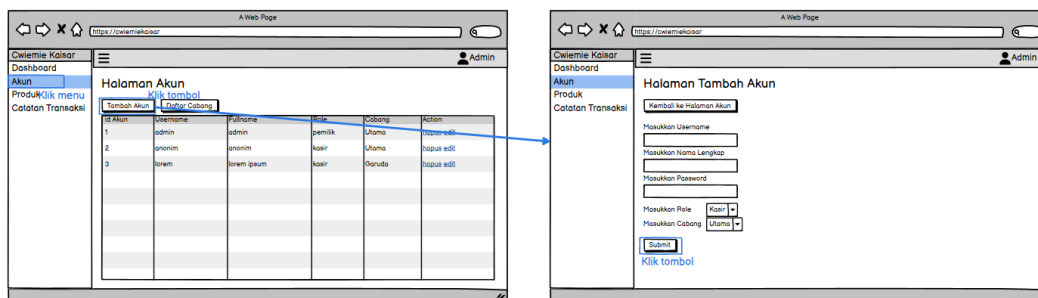 A Web Page
https://cwiemiekaisar
Cwiemie Kaisar
Admin
Dashboard
Akun
Produk
Klik menu
Catatan Transaksi
Halaman Akun
Klik tombol
Tambah Akun Daftar Cabang
id Akun Username Fullname Role Cabang Action
1 admin admin pemilik Utama hapus edit
2 anonim anonim kasir Utama hapus edit
3 lorem lorem ipsum kasir Garuda hapus edit
A Web Page
https://cwiemiekaisar
Cwiemie Kaisar
Admin
Dashboard
Akun
Produk
Catatan Transaksi
Halaman Tambah Akun
Kembali ke Halaman Akun
Masukkan Username
Masukkan Nama Lengkap
Masukkan Password
Masukkan Role Kasir
Masukkan Cabang Utama
Submit
Klik tombol